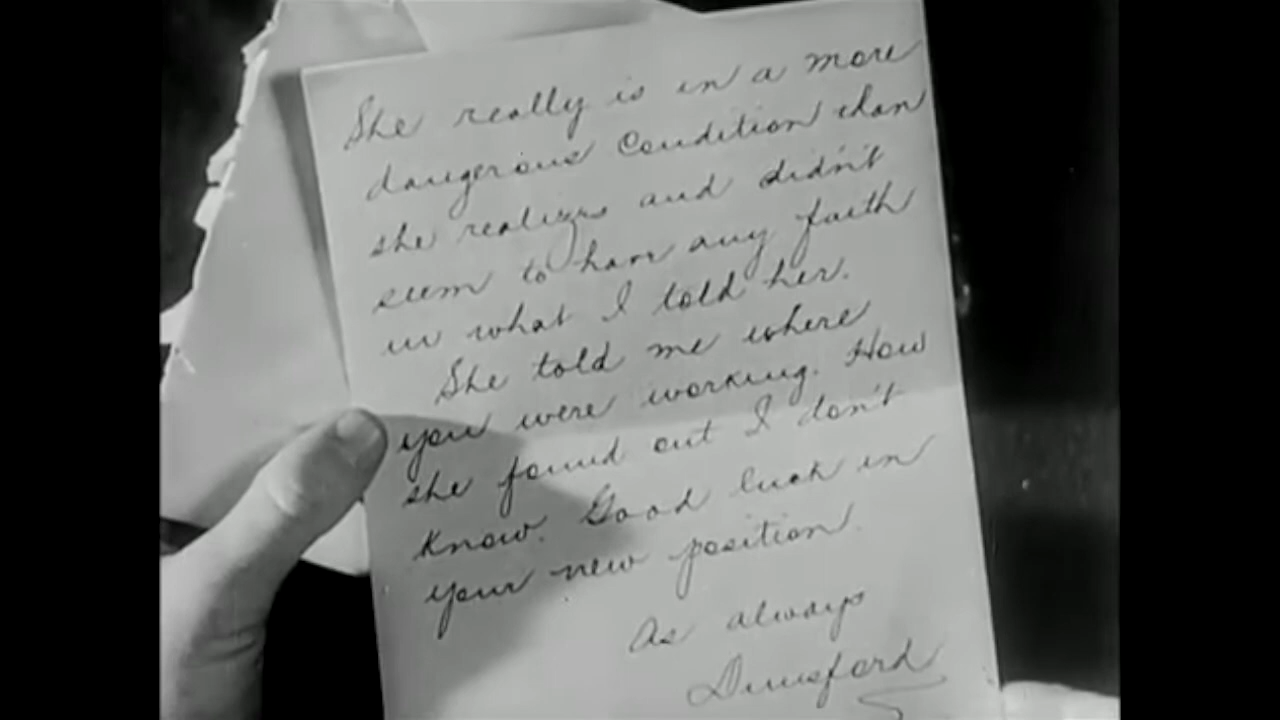 She really is in a more
dangerous condition than
she realizes and didn't
seem to have any faith
in what I told her.
She told me where
you were working. How
she found out I don't
know. Good luck in
your new position.
As always
Dunsford